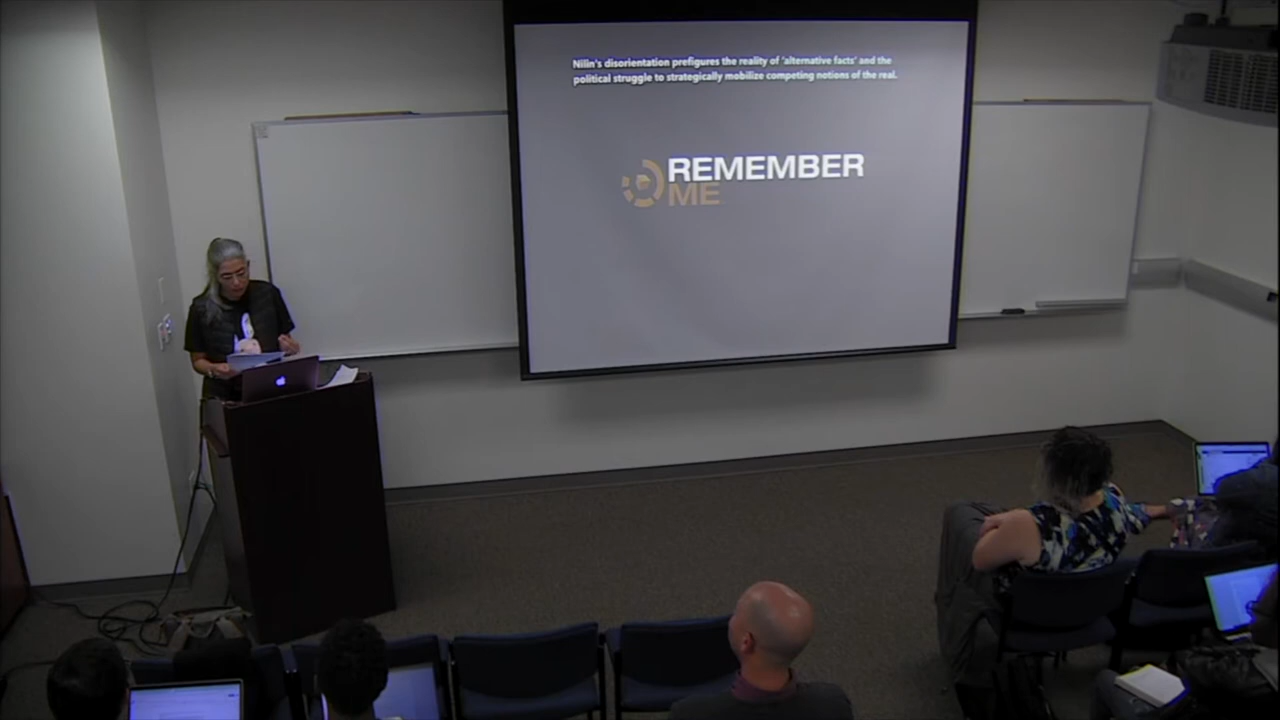 Nilin's disorientation prefigures the reality of 'alternative facts' and the
political struggle to strategically mobilize competing notions of the real.
REMEMBER
ME